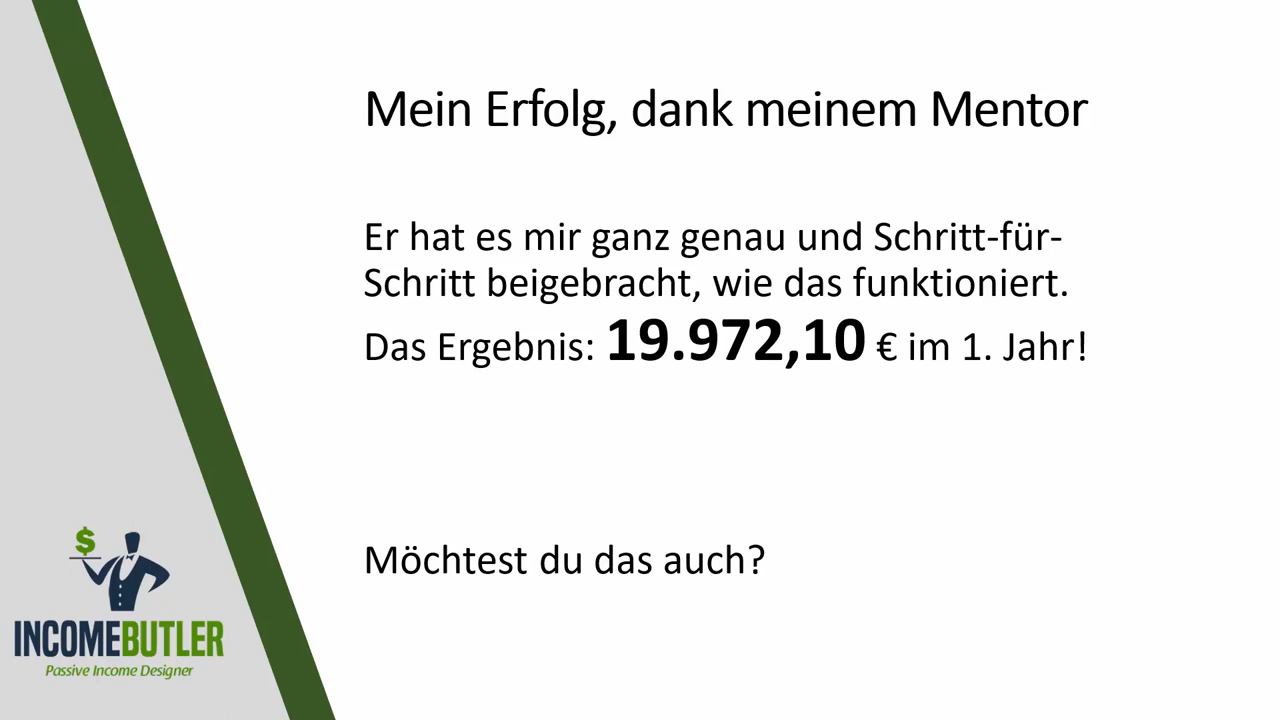 Mein Erfolg, dank meinem Mentor
Er hat es mir ganz genau und Schritt-für-
Schritt beigebracht, wie das funktioniert.
Das Ergebnis: 19.972,10 € im 1. Jahr!
Möchtest du das auch?
$
INCOMEBUTLER
Passive Income Designer